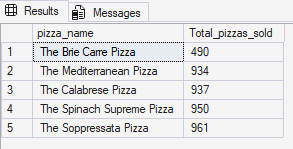 Results Messages
pizza_name Total_pizzas_sold
1 The Brie Carre Pizza 490
2 The Mediterranean Pizza 934
3 The Calabrese Pizza 937
4 The Spinach Supreme Pizza 950
5 The Soppressata Pizza 961